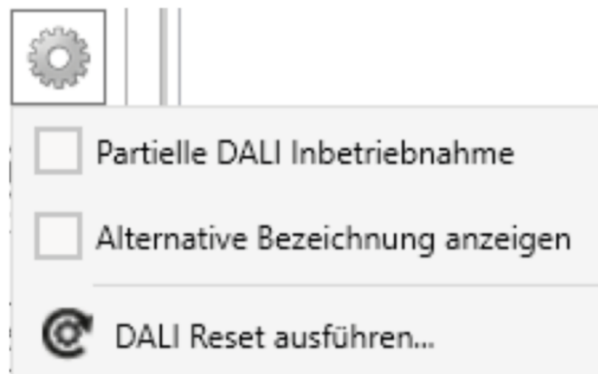 Partielle DALI Inbetriebnahme
Alternative Bezeichnung anzeigen
DALI Reset ausführen...